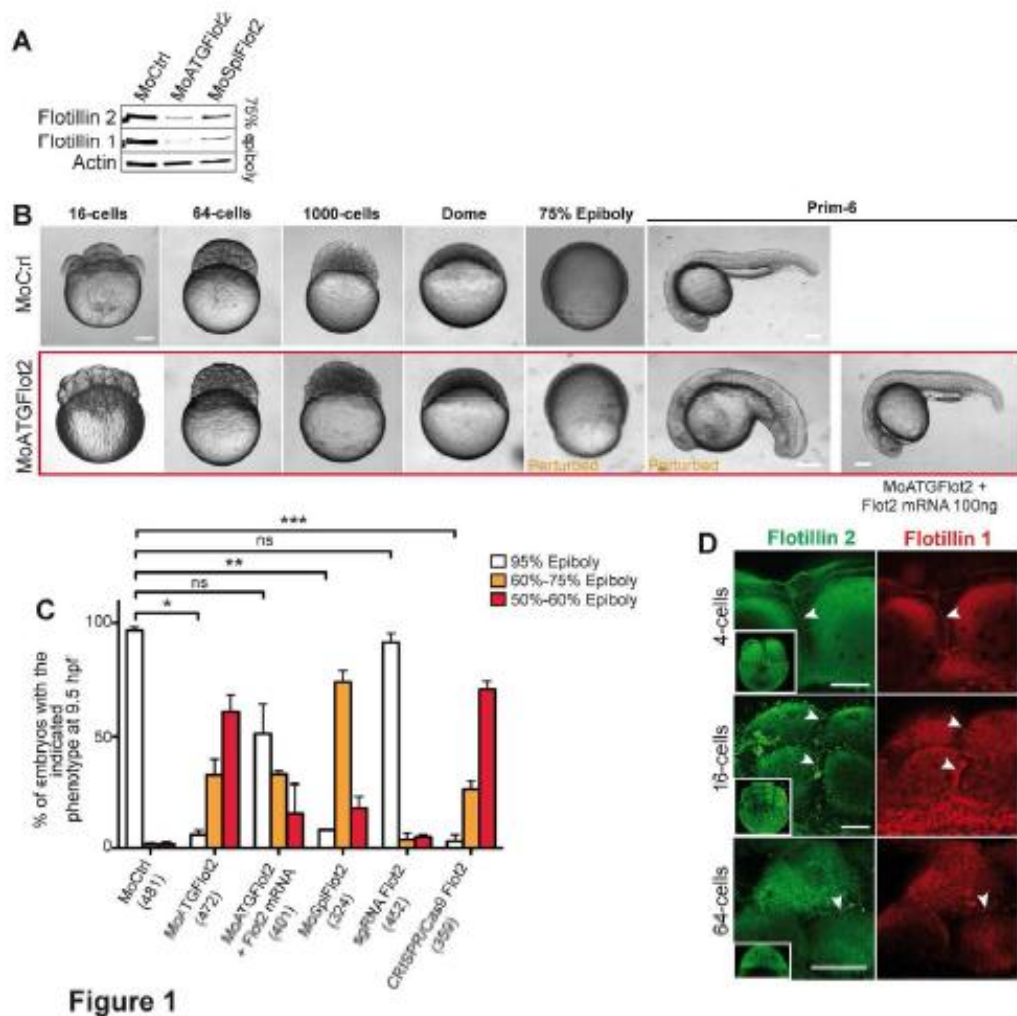 A
MoCtrl
MoATGFlot2
MoSplFlot2
Flotillin 2
Flotillin 1
Actin
75% epiboly
B
16-cells
64-cells
1000-cells
Dome
75% Epiboly
Prim-6
MoC:rl
MoATGFlot2
Perturbed
Perturbed
MoATGFlot2 +
Flot2 mRNA 100ng
C
***
ns
**
ns
*
95% Epiboly
60%-75% Epiboly
50%-60% Epiboly
% of embryos with the
indicated
phenotype at 9.5 hpf
100
50
0
MoCtrl
(481)
MoATGFlot2
(472)
MoATGFlot2
+ Flot2 mRNA
(401)
MoSplFlot2
(324)
sgRNA Flot2
(452)
CRISPR/Cas9 Flot2
(359)
D
Flotillin 2
Flotillin 1
4-cells
16-cells
64-cells
Figure 1